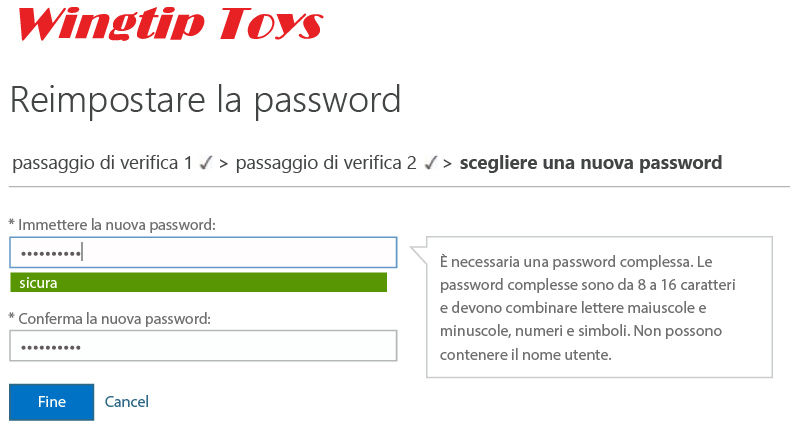 Wingtip Toys
Reimpostare la password
passaggio di verifica 1 ✓ > passaggio di verifica 2 ✓ > scegliere una nuova password
* Immettere la nuova password:
••••••••••
sicura
* Conferma la nuova password:
••••••••••
È necessaria una password complessa. Le
password complesse sono da 8 a 16 caratteri
e devono combinare lettere maiuscole e
minuscole, numeri e simboli. Non possono
contenere il nome utente.
Fine Cancel